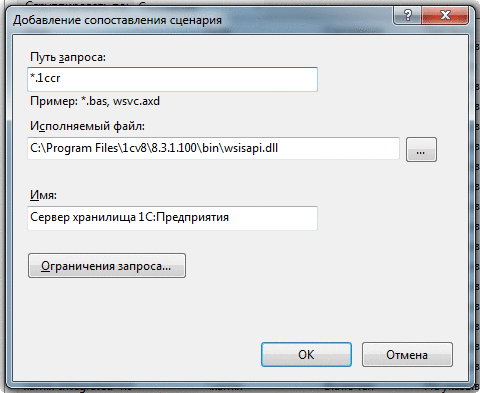 Добавление сопоставления сценария
Путь запроса:
*.1ccr
Пример: *.bas, wsvc.axd
Исполняемый файл:
C:\Program Files\1cv8\8.3.1.100\bin\wsisapi.dll
...
Имя:
Сервер хранилища 1С:Предприятия
Ограничения запроса...
ОК
Отмена